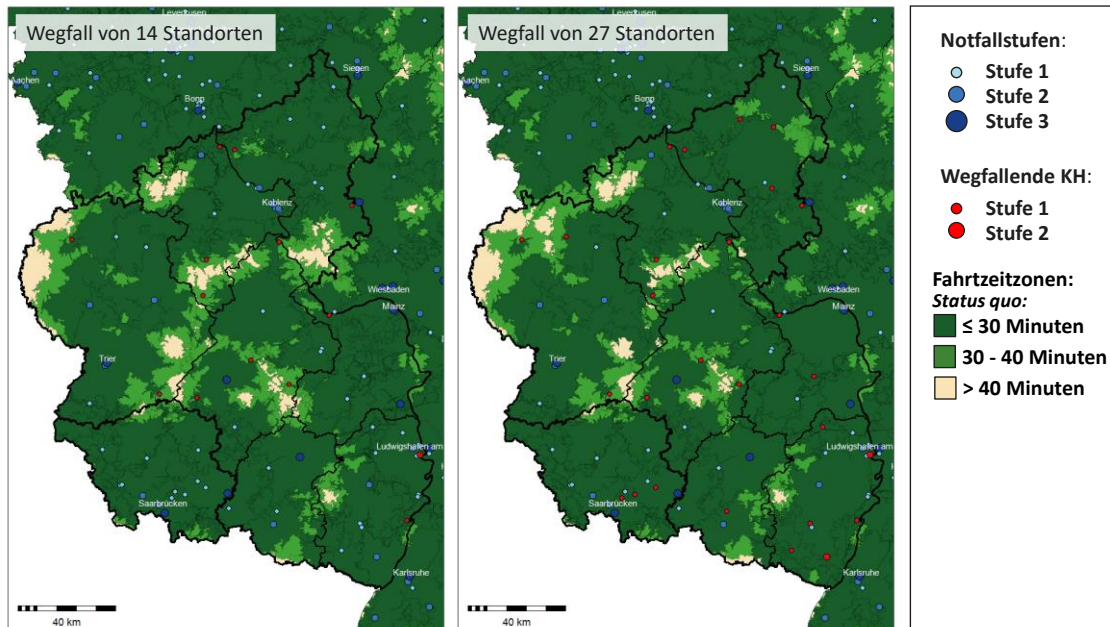 Wegfall von 14 Standorten
Leverkusen
Aachen
Siegen
Bonn
Koblenz
Wiesbaden
Mainz
Trier
Ludwigshafen am
Saarbrücken
Karlsruhe
40 km
Wegfall von 27 Standorten
Leverkusen
Aachen
Siegen
Bonn
Koblenz
Wiesbaden
Mainz
Trier
Ludwigshafen am
Saarbrücken
Karlsruhe
40 km
Notfallstufen:
Stufe 1
Stufe 2
Stufe 3
Wegfallende KH:
Stufe 1
Stufe 2
Fahrtzeitzonen:
Status quo:
≤ 30 Minuten
30 - 40 Minuten
> 40 Minuten